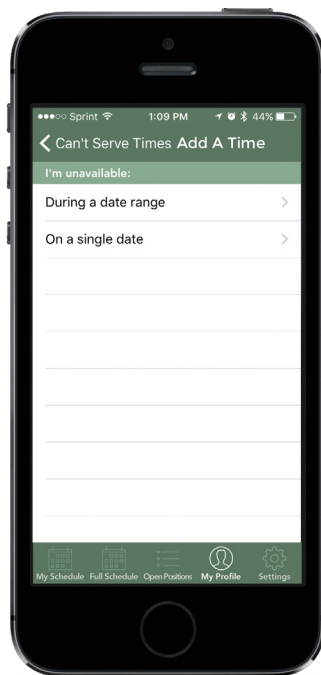 ●●●○○ Sprint 1:09 PM 44%
Can't Serve Times Add A Time
I'm unavailable:
During a date range
On a single date
My Schedule Full Schedule Open Positions My Profile Settings